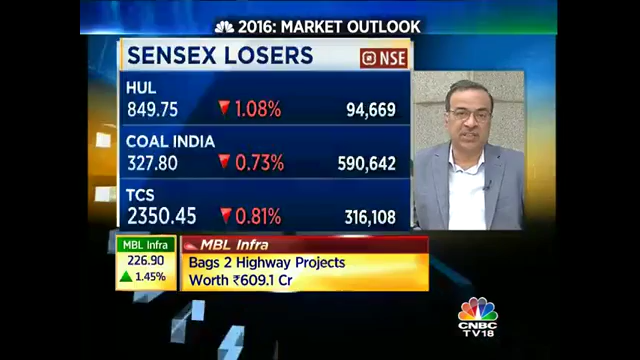 2016: MARKET OUTLOOK
SENSEX LOSERS
NSE
HUL
849.75 ▼1.08% 94,669
COAL INDIA
327.80 ▼0.73% 590,642
TCS
2350.45 ▼0.81% 316,108
MBL Infra
226.90
▲1.45%
MBL Infra
Bags 2 Highway Projects
Worth ₹609.1 Cr
CNBC
TV18